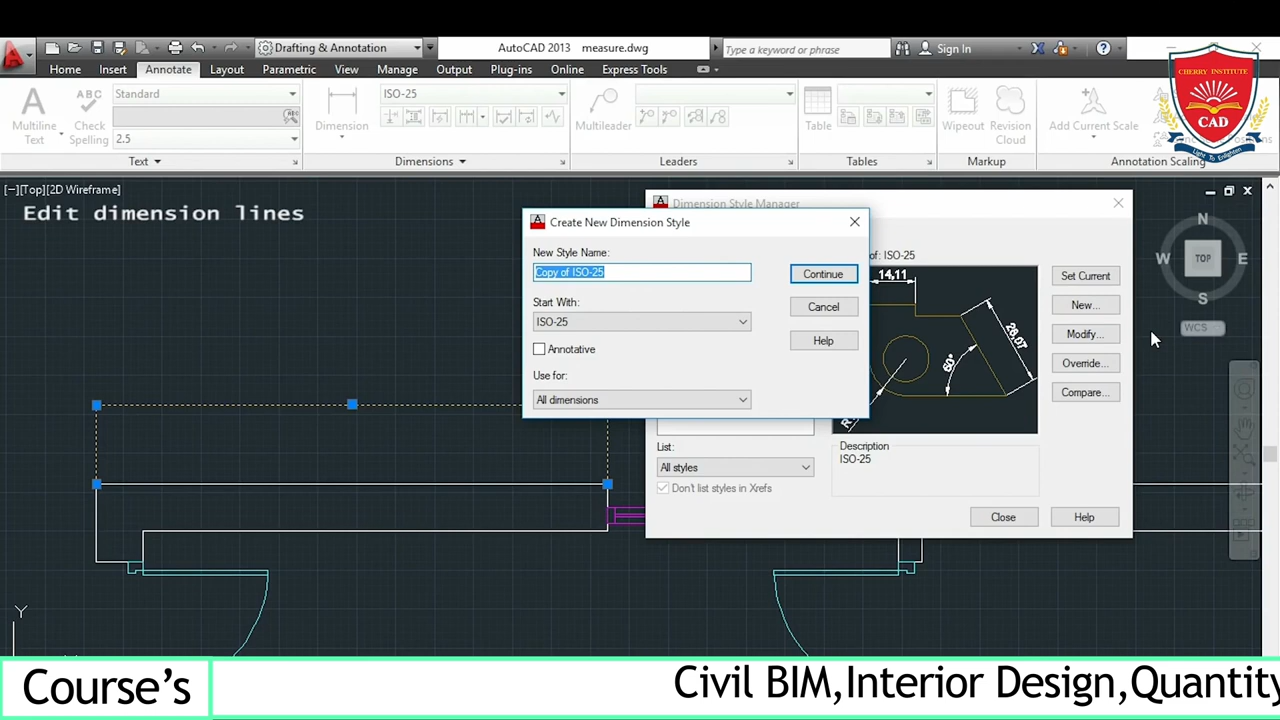 Drafting & Annotation
AutoCAD 2013 measure.dwg
Type a keyword or phrase
Sign In
Home Insert Annotate Layout Parametric View Manage Output Plug-ins Online Express Tools
Standard
ISO-25
ABC
Multiline Text
Check Spelling
2.5
Dimension
Multileader
Table
Wipeout
Revision Cloud
Add Current Scale
Text
Dimensions
Leaders
Tables
Markup
Annotation Scaling
CHERRY INSTITUTE
CAD
Light To Enlighten
[−][Top][2D Wireframe]
Edit dimension lines
Dimension Style Manager
Create New Dimension Style
New Style Name:
Copy of ISO-25
Continue
Start With:
Cancel
ISO-25
Help
Annotative
Use for:
All dimensions
of: ISO-25
14,11
28,07
60°
R
Set Current
New...
Modify...
Override...
Compare...
List:
All styles
Don't list styles in Xrefs
Description
ISO-25
Close
Help
N
W
TOP
E
S
WCS
Y
Course's
Civil BIM,Interior Design,Quantity